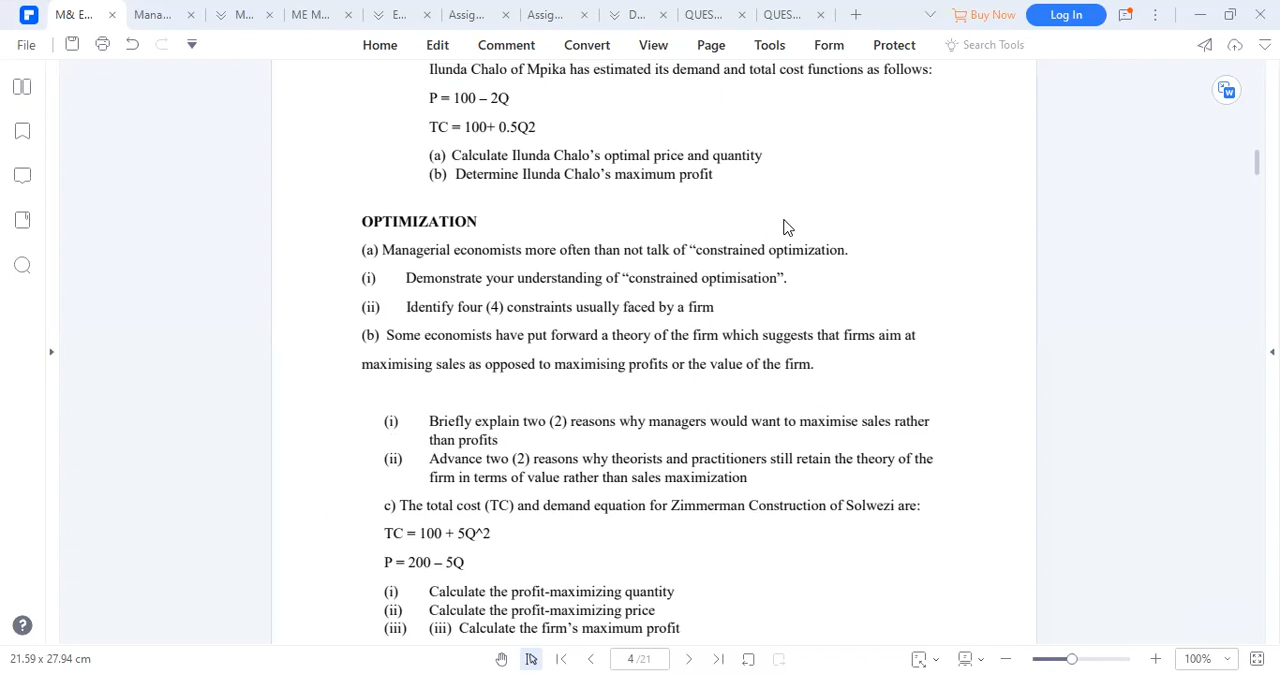 M& E...
Mana...
M...
ME M...
E...
Assig...
Assig...
D...
QUES...
QUES...
Buy Now
Log In
File
Home
Edit
Comment
Convert
View
Page
Tools
Form
Protect
Search Tools
Ilunda Chalo of Mpika has estimated its demand and total cost functions as follows:
P = 100 – 2Q
TC = 100+ 0.5Q2
(a) Calculate Ilunda Chalo’s optimal price and quantity
(b) Determine Ilunda Chalo’s maximum profit
OPTIMIZATION
(a) Managerial economists more often than not talk of “constrained optimization.
(i) Demonstrate your understanding of “constrained optimisation”.
(ii) Identify four (4) constraints usually faced by a firm
(b) Some economists have put forward a theory of the firm which suggests that firms aim at
maximising sales as opposed to maximising profits or the value of the firm.
(i) Briefly explain two (2) reasons why managers would want to maximise sales rather
than profits
(ii) Advance two (2) reasons why theorists and practitioners still retain the theory of the
firm in terms of value rather than sales maximization
c) The total cost (TC) and demand equation for Zimmerman Construction of Solwezi are:
TC = 100 + 5Q^2
P = 200 – 5Q
(i) Calculate the profit-maximizing quantity
(ii) Calculate the profit-maximizing price
(iii) (iii) Calculate the firm’s maximum profit
21.59 x 27.94 cm
4 /21
100%